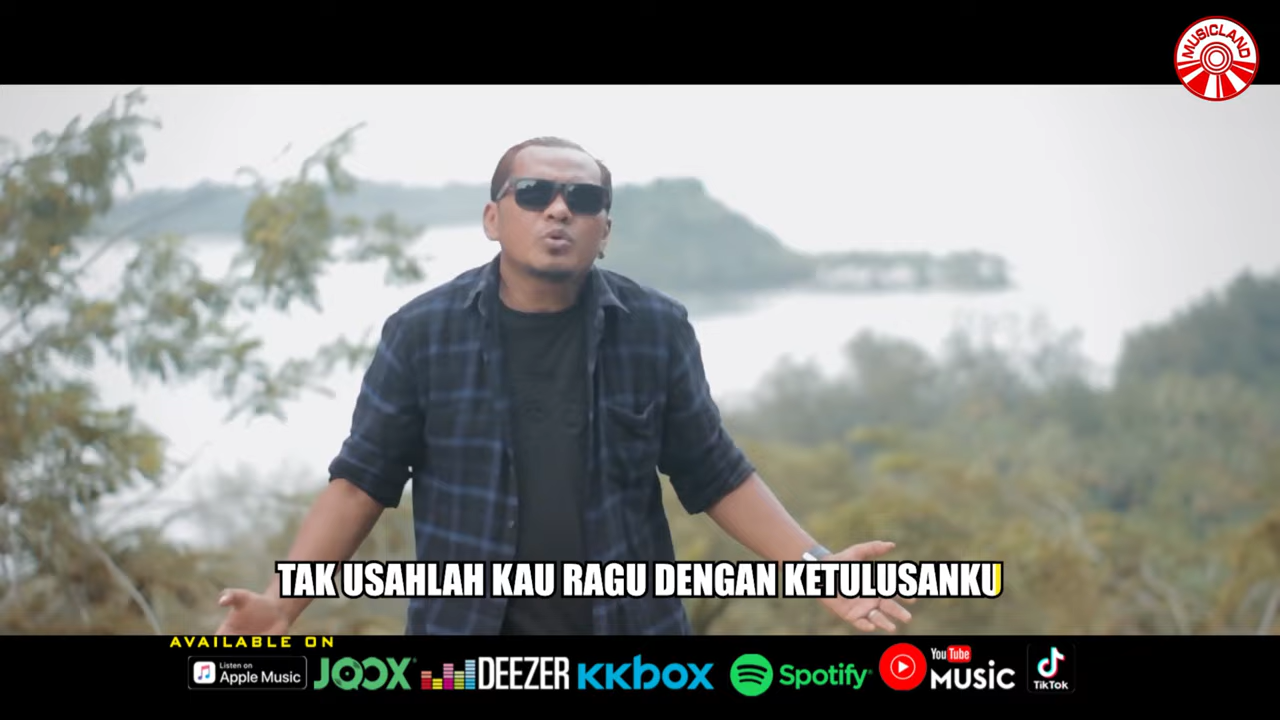 MUSICLAND
TAK USAHLAH KAU RAGU DENGAN KETULUSANKU
AVAILABLE ON
Listen on
Apple Music
JOOX
DEEZER
KKBOX
Spotify
YouTube
MUSIC
TikTok